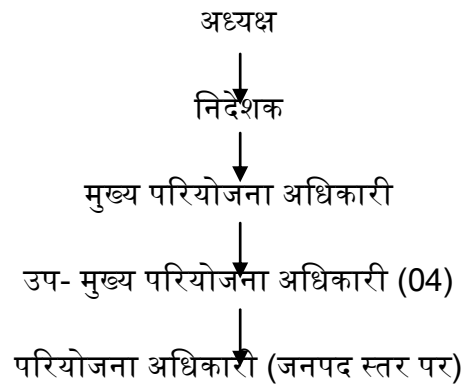 अध्यक्ष
निदेशक
मुख्य परियोजना अधिकारी
उप- मुख्य परियोजना अधिकारी (04)
परियोजना अधिकारी (जनपद स्तर पर)